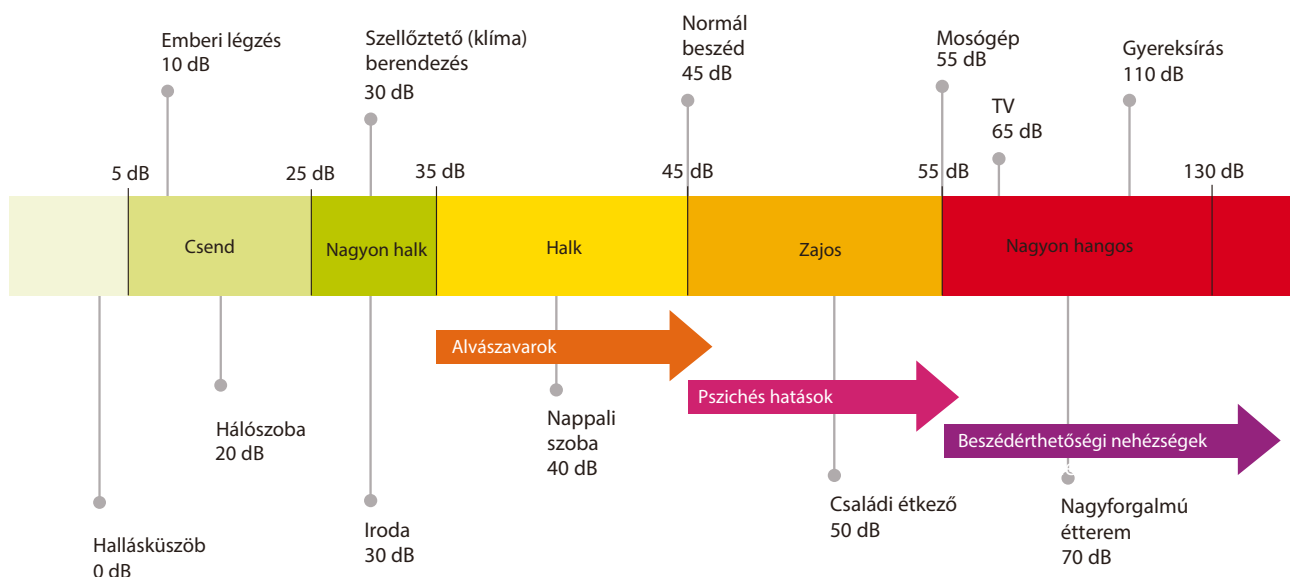 Emberi légzés
10 dB
Szellőztető (klíma)
berendezés
30 dB
Normál
beszéd
45 dB
Mosógép
55 dB
TV
65 dB
Gyereksírás
110 dB
5 dB
25 dB
35 dB
45 dB
55 dB
130 dB
Csend
Nagyon halk
Halk
Zajos
Nagyon hangos
Alvászavarok
Pszichés hatások
Beszédérthetőségi nehézségek
Hallásküszöb
0 dB
Hálószoba
20 dB
Iroda
30 dB
Nappali
szoba
40 dB
Családi étkező
50 dB
Nagyforgalmú
étterem
70 dB